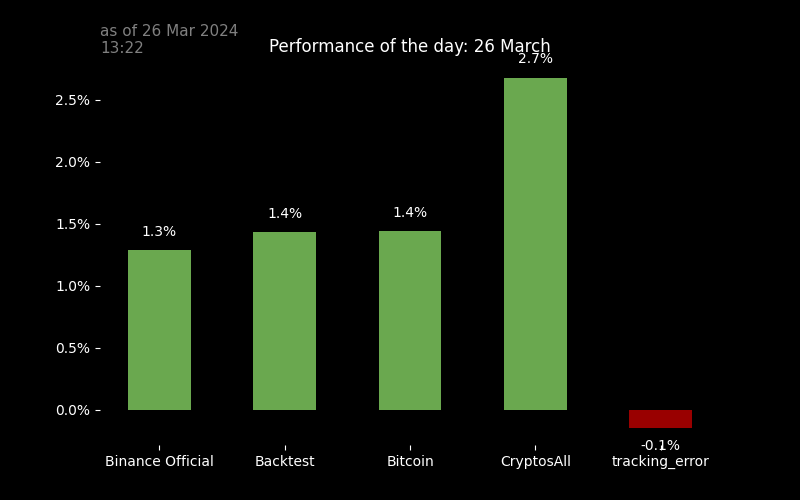 as of 26 Mar 2024
13:22
Performance of the day: 26 March
2.7%
2.5%
2.0%
1.5%
1.3%
1.4%
1.4%
1.0%
0.5%
0.0%
-0.1%
Binance Official
Backtest
Bitcoin
CryptosAll
tracking_error